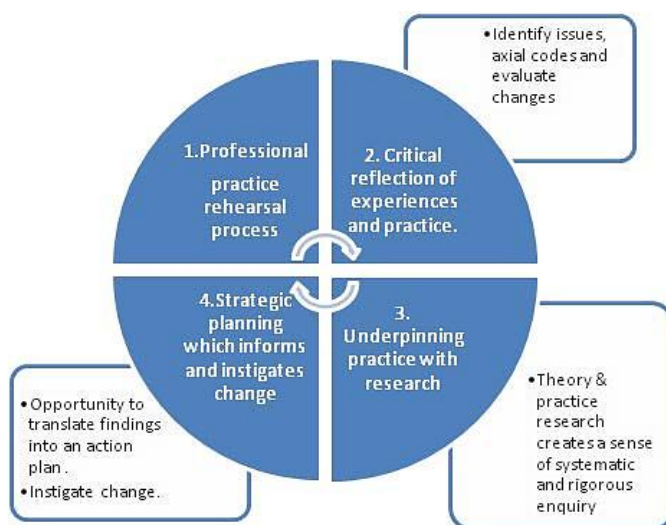 •Identify issues,
axial codes and
evaluate
changes
1.Professional
practice
rehearsal
process
2. Critical
reflection of
experiences
and practice.
4.Strategic
planning
which informs
and instigates
change
3.
Underpinning
practice with
research
•Opportunity to
translate findings
into an action
plan .
•Instigate change.
•Theory &
practice
research
creates a sense
of systematic
and rigorous
enquiry